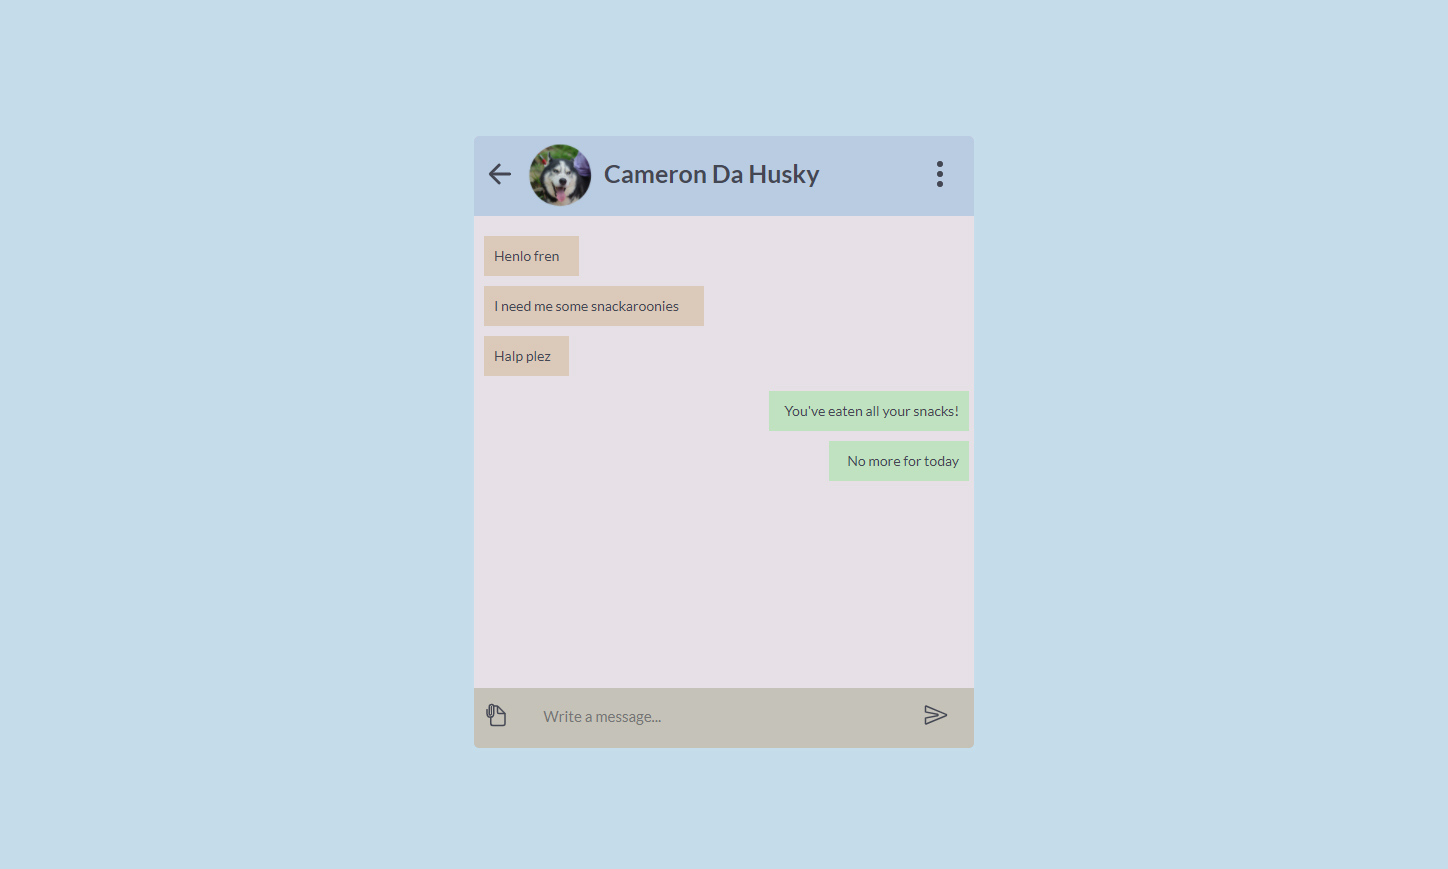 Cameron Da Husky
Henlo fren
I need me some snackaroonies
Halp plez
You've eaten all your snacks!
No more for today
Write a message...